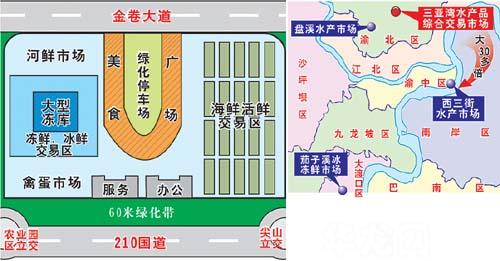 金卷大道
河鲜市场
美食
广场
绿化停车场
大型
冻库
冻鲜、冰鲜
交易区
海鲜活鲜
交易区
禽蛋市场
服务
办公
60米绿化带
农业园
区立交
210国道
尖山
立交
盘溪水产市场
三亚湾水产品
综合交易市场
渝北区
大30多倍
江北区
沙坪坝区
渝中区
西三街
水产市场
九龙坡区
南岸区
茄子溪冰
冻鲜市场
大渡口区
巴南区